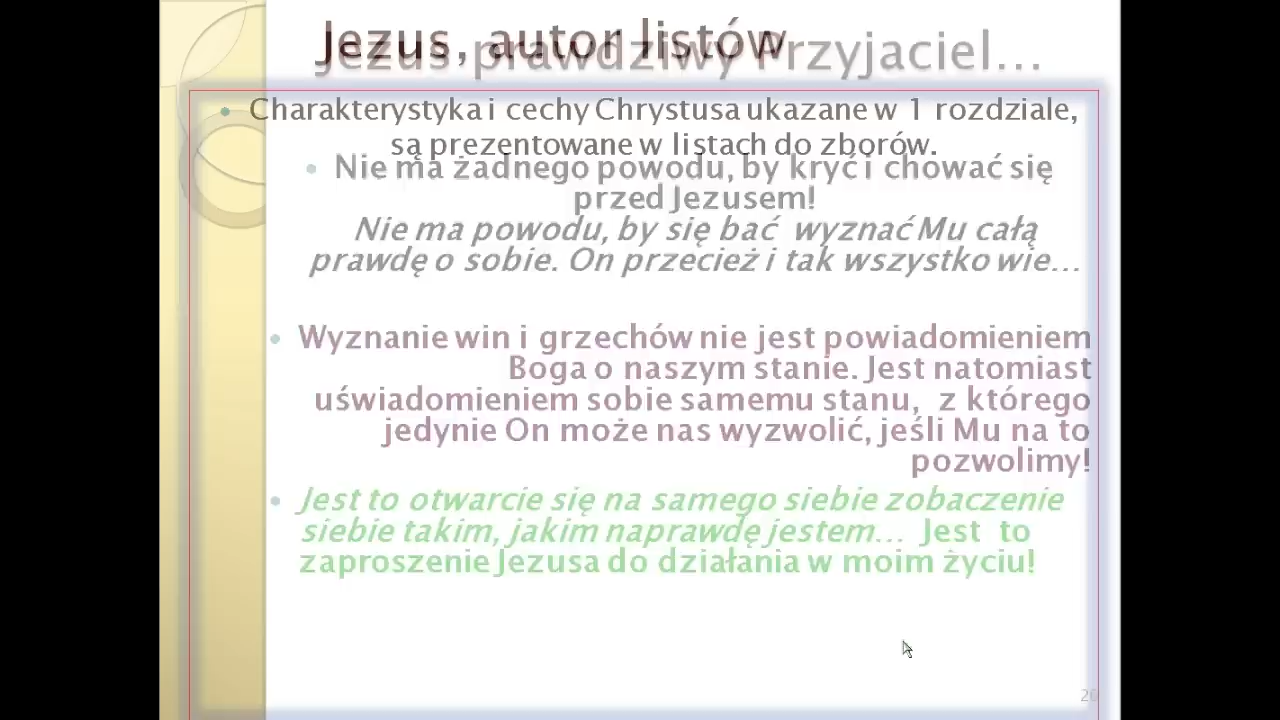 Jezus, autor listów
Jezus prawdziwy Przyjaciel...
• Charakterystyka i cechy Chrystusa ukazane w 1 rozdziale,
są prezentowane w listach do zborów.
• Nie ma żadnego powodu, by kryć i chować się
przed Jezusem!
Nie ma powodu, by się bać wyznać Mu całą
prawdę o sobie. On przecież i tak wszystko wie...
• Wyznanie win i grzechów nie jest powiadomieniem
Boga o naszym stanie. Jest natomiast
uświadomieniem sobie samemu stanu, z którego
jedynie On może nas wyzwolić, jeśli Mu na to
pozwolimy!
• Jest to otwarcie się na samego siebie zobaczenie
siebie takim, jakim naprawdę jestem... Jest to
zaproszenie Jezusa do działania w moim życiu!